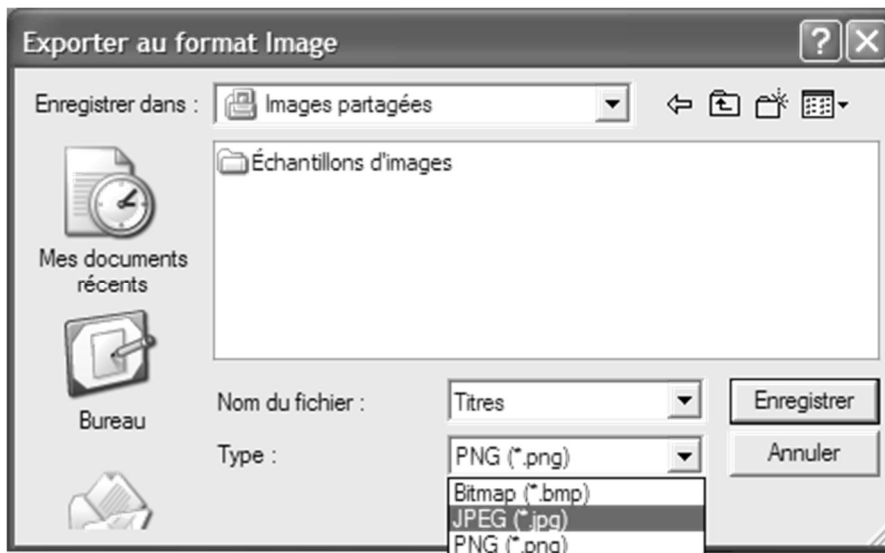 Exporter au format Image
Enregistrer dans :
Images partagées
Échantillons d'images
Mes documents
récents
Bureau
Nom du fichier :
Titres
Enregistrer
Type :
PNG (*.png)
Annuler
Bitmap (*.bmp)
JPEG (*.jpg)
PNG (*.png)